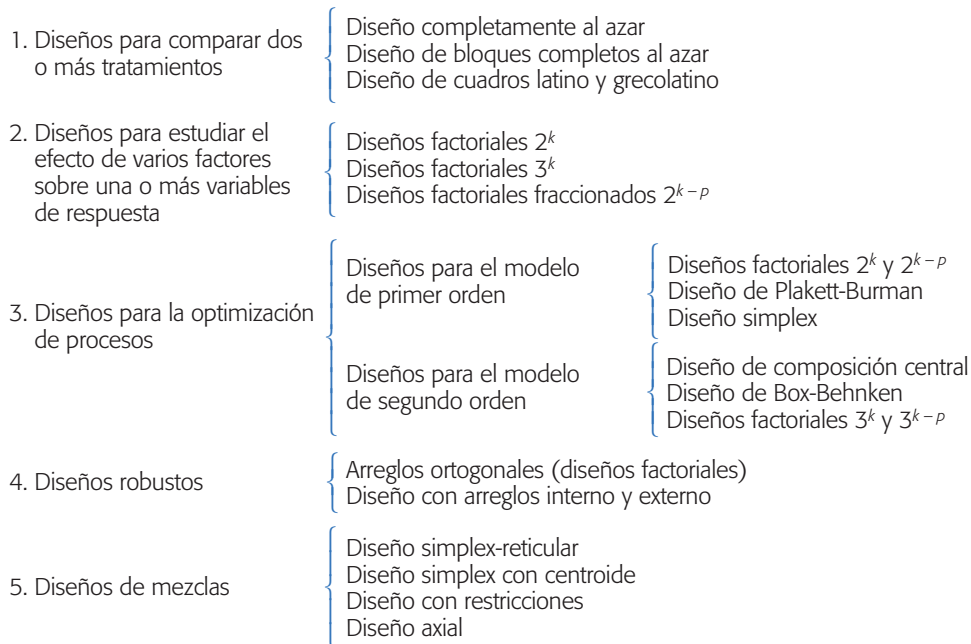 1. Diseños para comparar dos
o más tratamientos
Diseño completamente al azar
Diseño de bloques completos al azar
Diseño de cuadros latino y grecolatino
2. Diseños para estudiar el
efecto de varios factores
sobre una o más variables
de respuesta
Diseños factoriales 2^k
Diseños factoriales 3^k
Diseños factoriales fraccionados 2^{k – p}
3. Diseños para la optimización
de procesos
Diseños para el modelo
de primer orden
Diseños factoriales 2^k y 2^{k – p}
Diseño de Plakett-Burman
Diseño simplex
Diseños para el modelo
de segundo orden
Diseño de composición central
Diseño de Box-Behnken
Diseños factoriales 3^k y 3^{k – p}
4. Diseños robustos
Arreglos ortogonales (diseños factoriales)
Diseño con arreglos interno y externo
5. Diseños de mezclas
Diseño simplex-reticular
Diseño simplex con centroide
Diseño con restricciones
Diseño axial